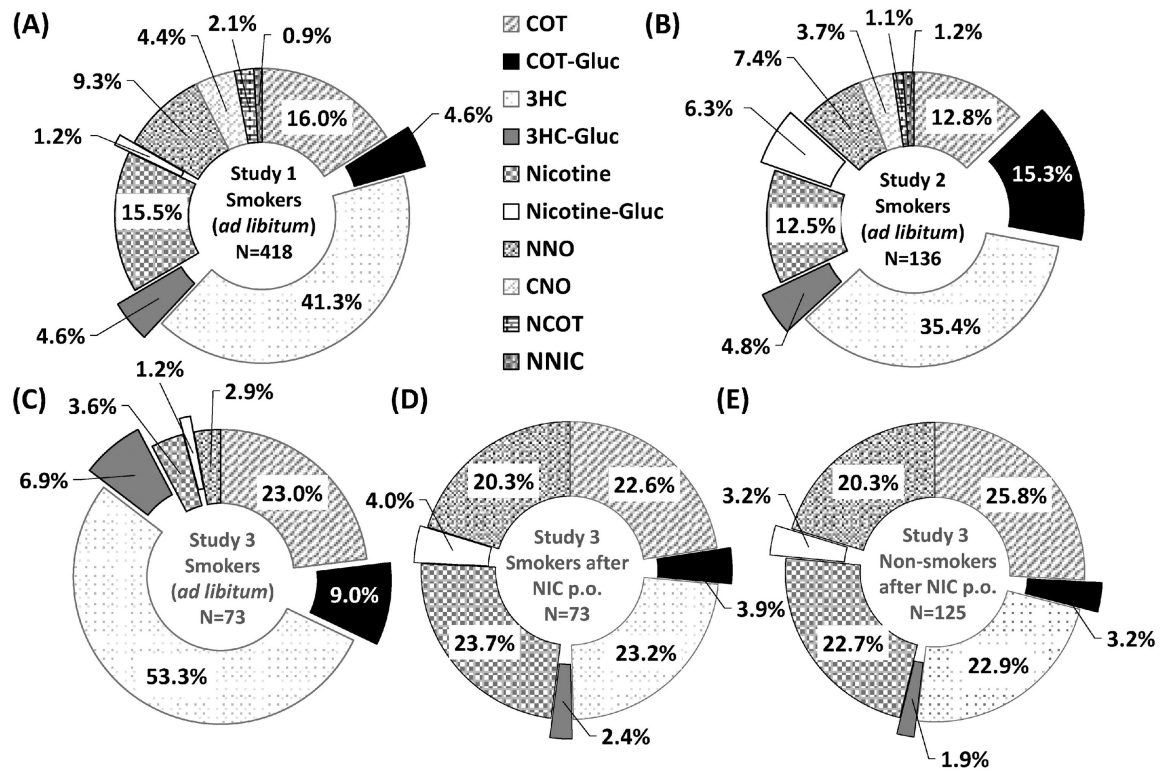 (A)
2.1%
4.4%
0.9%
9.3%
16.0%
4.6%
1.2%
Study 1
Smokers
(ad libitum)
N=418
15.5%
41.3%
4.6%
COT
COT-Gluc
3HC
3HC-Gluc
Nicotine
Nicotine-Gluc
NNO
CNO
NCOT
NNIC
(B)
1.1%
3.7%
1.2%
7.4%
6.3%
12.8%
15.3%
Study 2
Smokers
(ad libitum)
N=136
12.5%
35.4%
4.8%
(C)
1.2%
3.6%
2.9%
6.9%
23.0%
Study 3
Smokers
(ad libitum)
N=73
9.0%
53.3%
(D)
20.3%
22.6%
4.0%
Study 3
Smokers after
NIC p.o.
N=73
3.9%
23.7%
23.2%
2.4%
(E)
20.3%
25.8%
3.2%
Study 3
Non-smokers
after NIC p.o.
N=125
3.2%
22.7%
22.9%
1.9%